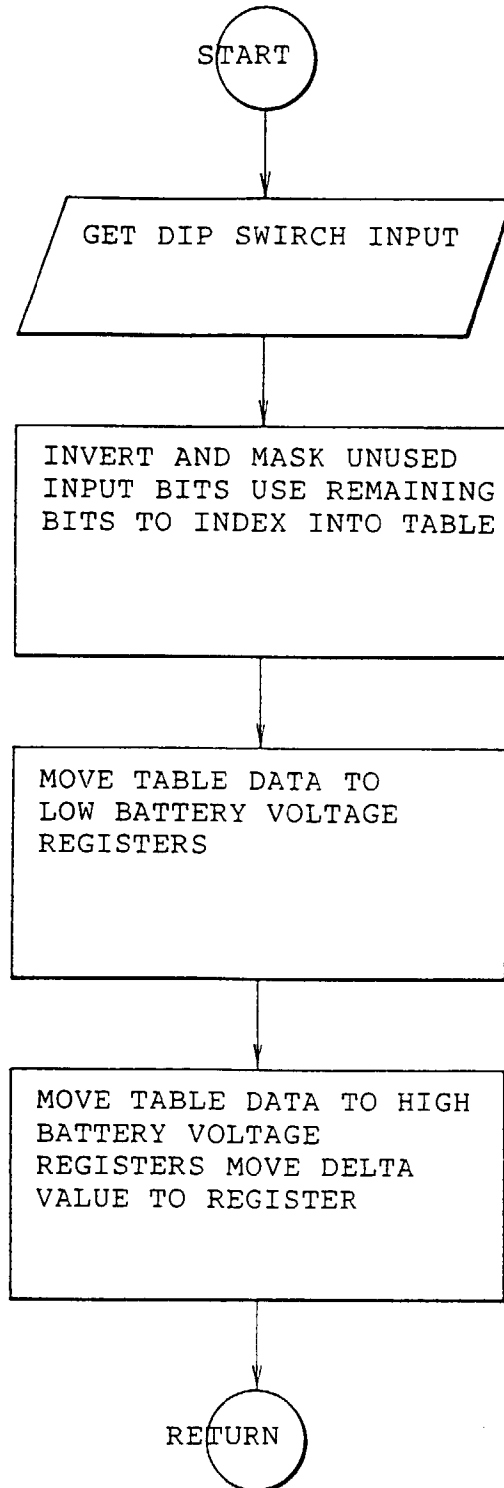 START
GET DIP SWIRCH INPUT
INVERT AND MASK UNUSED
INPUT BITS USE REMAINING
BITS TO INDEX INTO TABLE
MOVE TABLE DATA TO
LOW BATTERY VOLTAGE
REGISTERS
MOVE TABLE DATA TO HIGH
BATTERY VOLTAGE
REGISTERS MOVE DELTA
VALUE TO REGISTER
RETURN